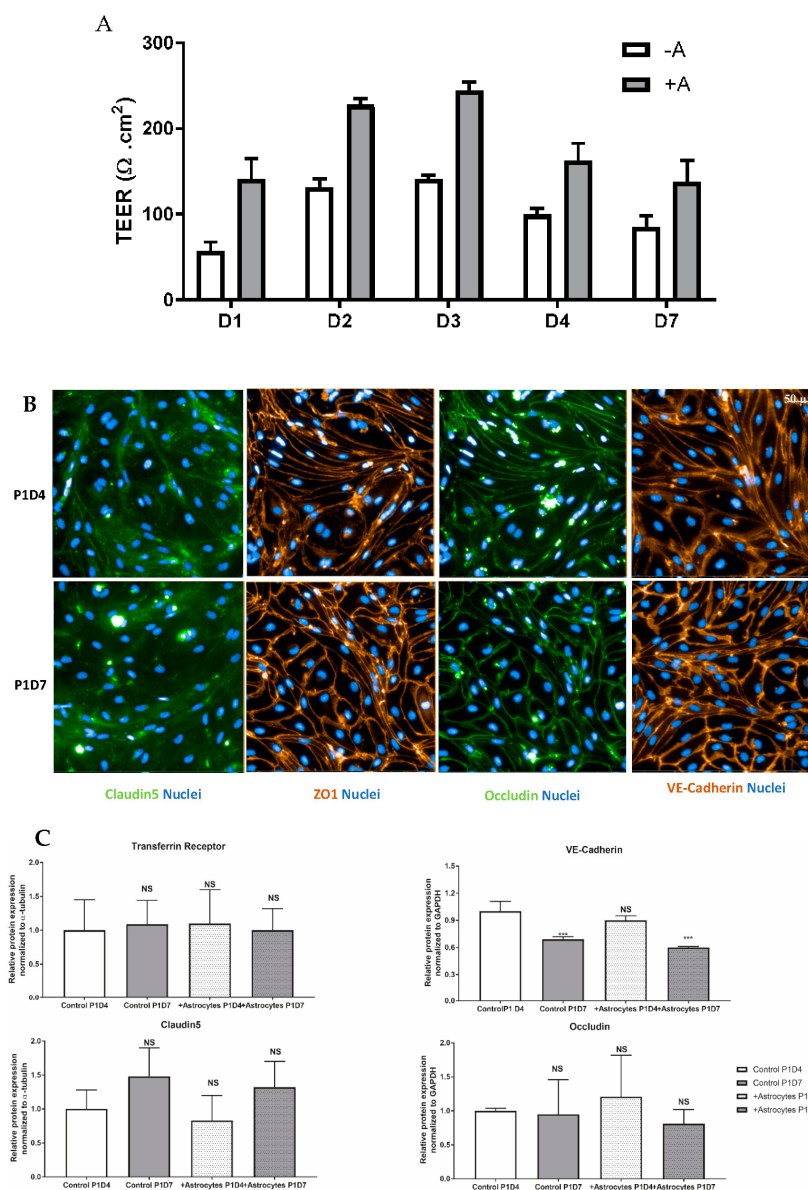 A
300
200
100
0
TEER (Ω .cm²)
-A
+A
D1 D2 D3 D4 D7
B
50 μ
P1D4
P1D7
Claudin5 Nuclei
ZO1 Nuclei
Occludin Nuclei
VE-Cadherin Nuclei
C
Transferrin Receptor
Relative protein expression
normalized to α-tubulin
2.0
1.5
1.0
0.5
0.0
NS NS NS
Control P1D4 Control P1D7 +Astrocytes P1D4+Astrocytes P1D7
VE-Cadherin
Relative protein expression
normalized to GAPDH
1.5
1.2
0.9
0.6
0.3
0.0
*** NS ***
ControlP1 D4 Control P1D7 +Astrocytes P1D4+Astrocytes P1D7
Claudin5
Relative protein expression
normalized to α-tubulin
2.0
1.5
1.0
0.5
0.0
NS NS NS
Control P1D4 Control P1D7 +Astrocytes P1D4+Astrocytes P1D7
Occludin
Relative protein expression
normalized to GAPDH
2.0
1.5
1.0
0.5
0.0
NS NS NS
Control P1D4 Control P1D7 +Astrocytes P1D4+Astrocytes P1D7
Control P1D4
Control P1D7
+Astrocytes P1
+Astrocytes P1